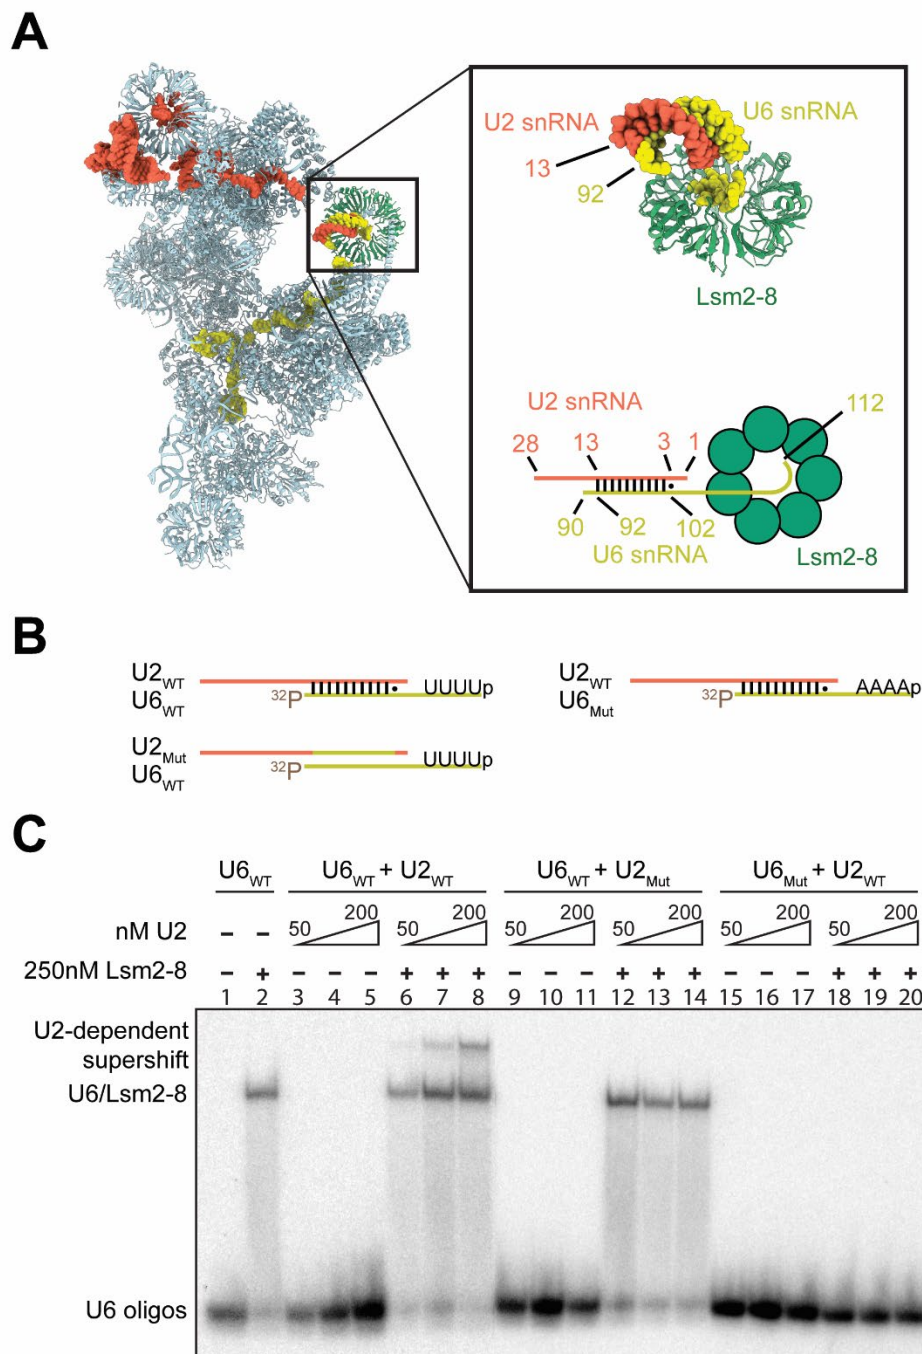 A
U2 snRNA
U6 snRNA
13
92
Lsm2-8
U2 snRNA
112
28 13 3 1
90 92 102
U6 snRNA
Lsm2-8
B
U2WT
U6WT
32P
UUUUp
U2WT
U6Mut
32P
AAAAp
U2Mut
U6WT
32P
UUUUp
C
U6WT U6WT + U2WT U6WT + U2Mut U6Mut + U2WT
nM U2 – – 50 200 50 200 50 200 50 200 50 200 50 200
250nM Lsm2-8 – + – – – + + + – – – + + + – – – + + +
1 2 3 4 5 6 7 8 9 10 11 12 13 14 15 16 17 18 19 20
U2-dependent
supershift
U6/Lsm2-8
U6 oligos